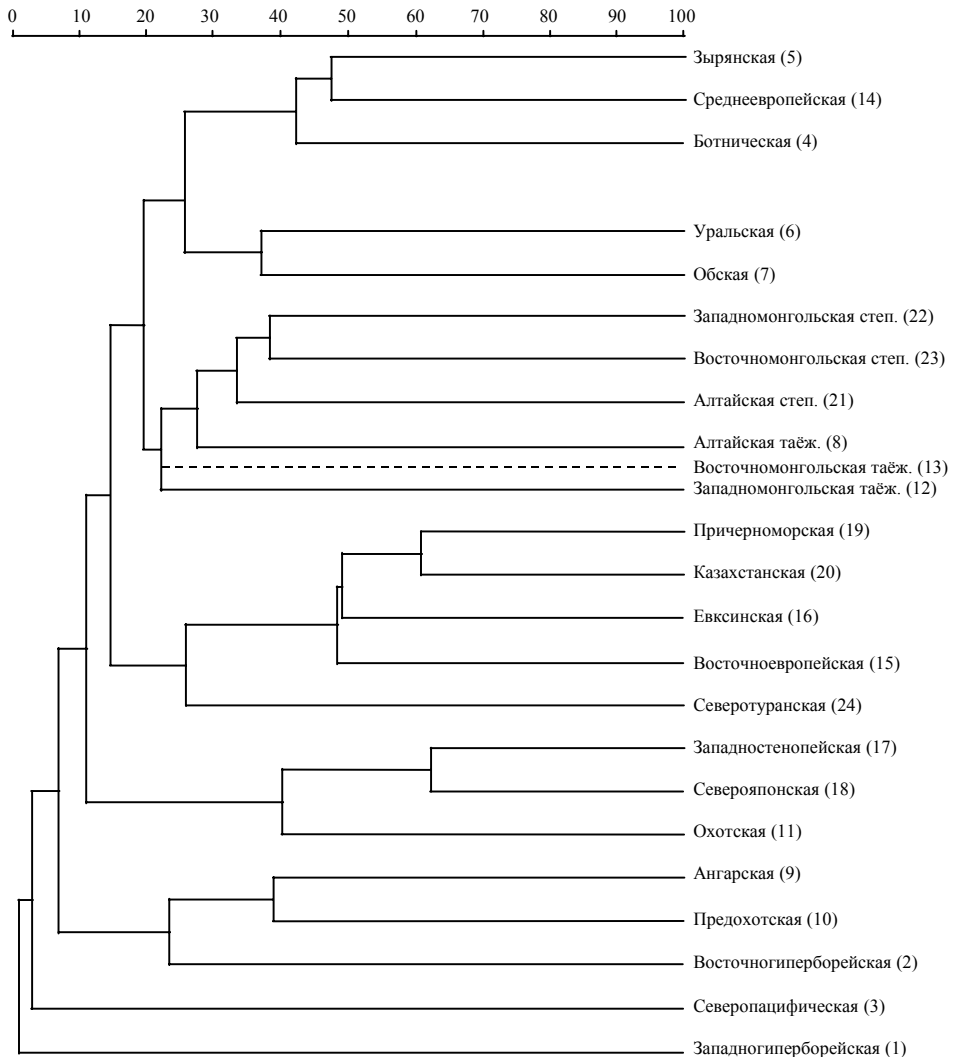 0 10 20 30 40 50 60 70 80 90 100
Зырянская (5)
Среднеевропейская (14)
Ботническая (4)
Уральская (6)
Обская (7)
Западномонгольская степ. (22)
Восточномонгольская степ. (23)
Алтайская степ. (21)
Алтайская таёж. (8)
Восточномонгольская таёж. (13)
Западномонгольская таёж. (12)
Причерноморская (19)
Казахстанская (20)
Евксинская (16)
Восточноевропейская (15)
Северотуранская (24)
Западностенопейская (17)
Северояпонская (18)
Охотская (11)
Ангарская (9)
Предохотская (10)
Восточногиперборейская (2)
Северопацифическая (3)
Западногиперборейская (1)